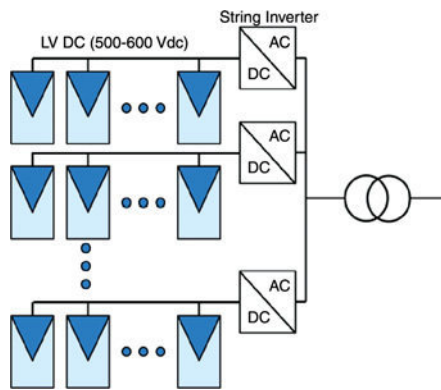 String Inverter
LV DC (500-600 Vdc)
AC
DC
AC
DC
AC
DC